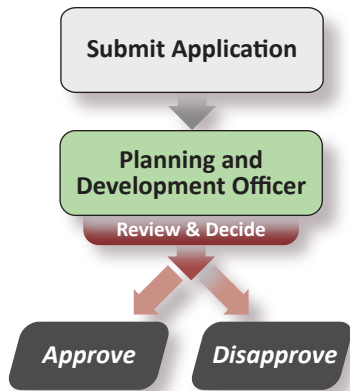 Submit Application
Planning and
Development Officer
Review & Decide
Approve
Disapprove